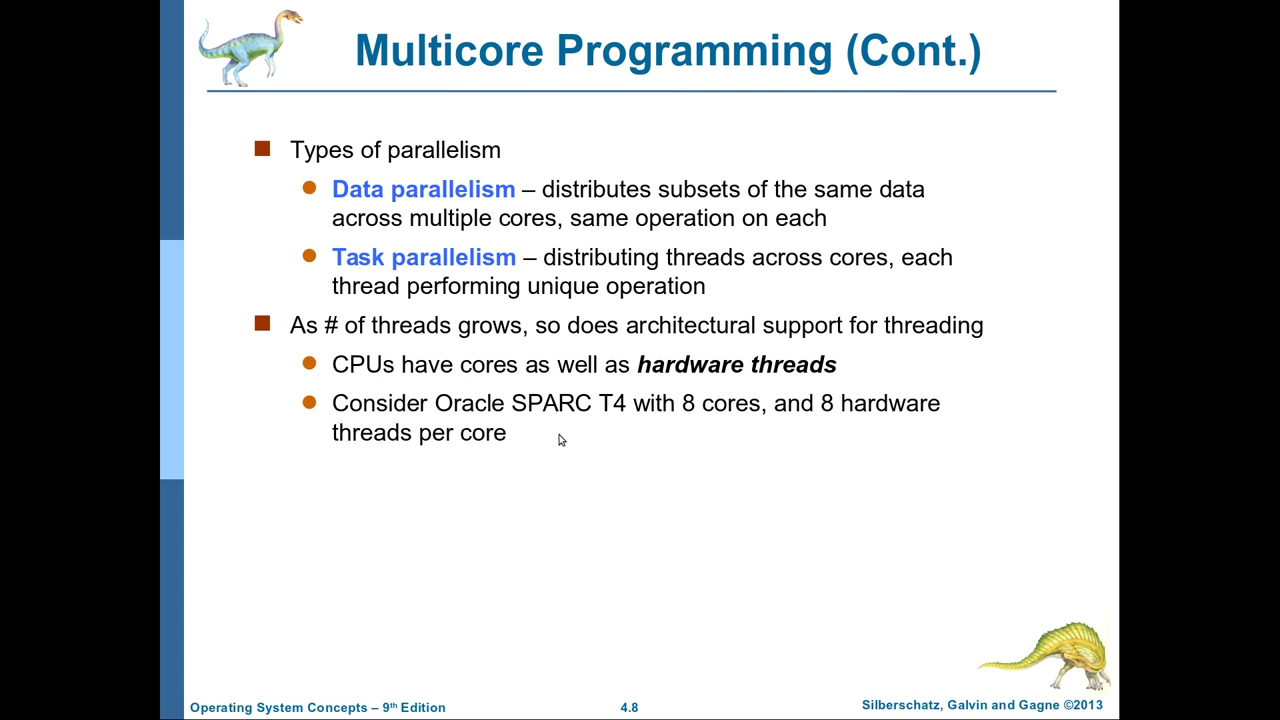 Multicore Programming (Cont.)
Types of parallelism
Data parallelism – distributes subsets of the same data
across multiple cores, same operation on each
Task parallelism – distributing threads across cores, each
thread performing unique operation
As # of threads grows, so does architectural support for threading
CPUs have cores as well as hardware threads
Consider Oracle SPARC T4 with 8 cores, and 8 hardware
threads per core
Operating System Concepts – 9th Edition
4.8
Silberschatz, Galvin and Gagne ©2013